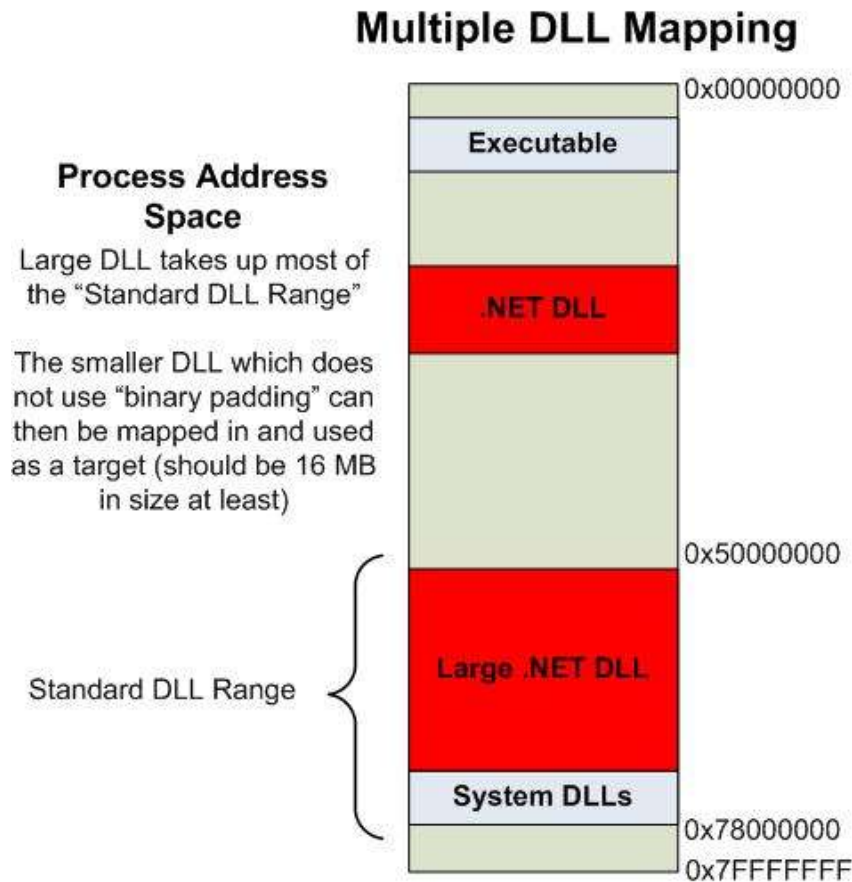 Multiple DLL Mapping
0x00000000
Executable
Process Address
Space
Large DLL takes up most of
the “Standard DLL Range”
.NET DLL
The smaller DLL which does
not use “binary padding” can
then be mapped in and used
as a target (should be 16 MB
in size at least)
0x50000000
Large .NET DLL
Standard DLL Range
System DLLs
0x78000000
0x7FFFFFFF